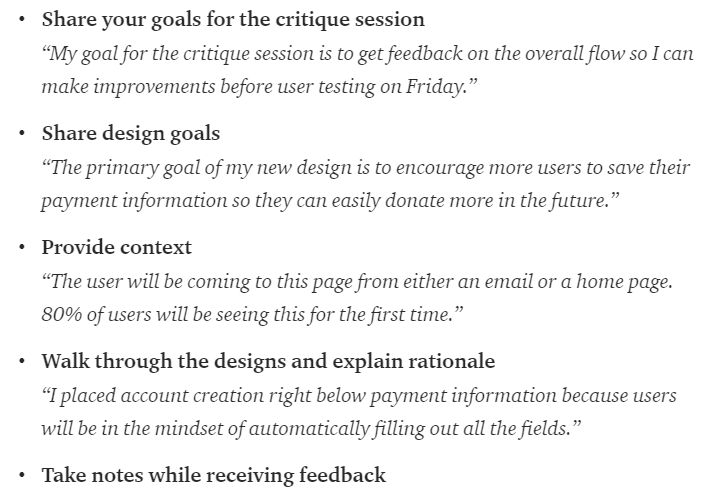 • Share your goals for the critique session
“My goal for the critique session is to get feedback on the overall flow so I can
make improvements before user testing on Friday.”
• Share design goals
“The primary goal of my new design is to encourage more users to save their
payment information so they can easily donate more in the future.”
• Provide context
“The user will be coming to this page from either an email or a home page.
80% of users will be seeing this for the first time.”
• Walk through the designs and explain rationale
“I placed account creation right below payment information because users
will be in the mindset of automatically filling out all the fields.”
• Take notes while receiving feedback